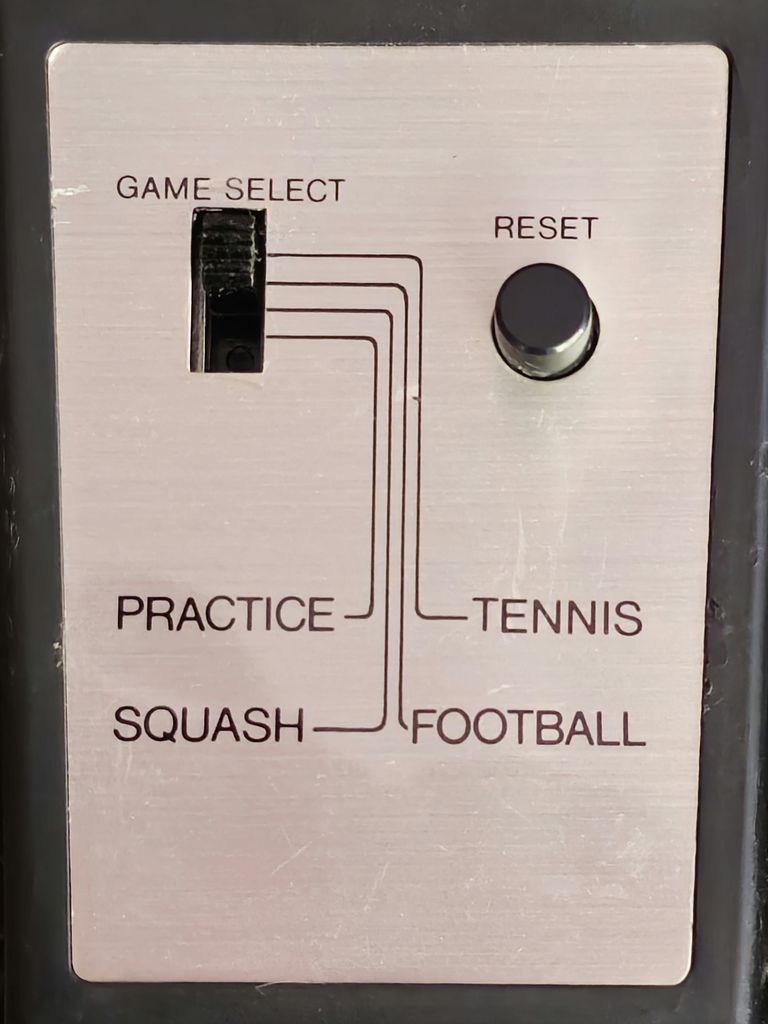 GAME SELECT
RESET
PRACTICE
TENNIS
SQUASH
FOOTBALL